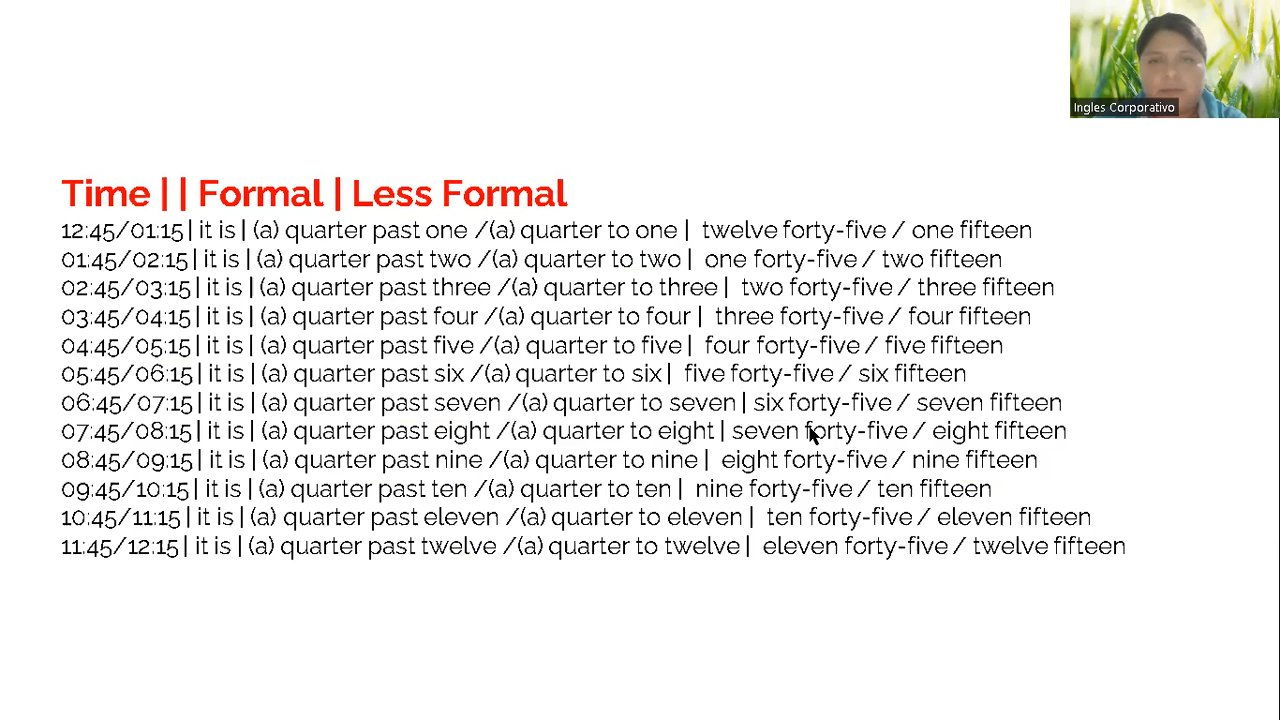 Ingles Corporativo
Time | | Formal | Less Formal
12:45/01:15 | it is | (a) quarter past one /(a) quarter to one | twelve forty-five / one fifteen
01:45/02:15 | it is | (a) quarter past two /(a) quarter to two | one forty-five / two fifteen
02:45/03:15 | it is | (a) quarter past three /(a) quarter to three | two forty-five / three fifteen
03:45/04:15 | it is | (a) quarter past four /(a) quarter to four | three forty-five / four fifteen
04:45/05:15 | it is | (a) quarter past five /(a) quarter to five | four forty-five / five fifteen
05:45/06:15 | it is | (a) quarter past six /(a) quarter to six | five forty-five / six fifteen
06:45/07:15 | it is | (a) quarter past seven /(a) quarter to seven | six forty-five / seven fifteen
07:45/08:15 | it is | (a) quarter past eight /(a) quarter to eight | seven forty-five / eight fifteen
08:45/09:15 | it is | (a) quarter past nine /(a) quarter to nine | eight forty-five / nine fifteen
09:45/10:15 | it is | (a) quarter past ten /(a) quarter to ten | nine forty-five / ten fifteen
10:45/11:15 | it is | (a) quarter past eleven /(a) quarter to eleven | ten forty-five / eleven fifteen
11:45/12:15 | it is | (a) quarter past twelve /(a) quarter to twelve | eleven forty-five / twelve fifteen